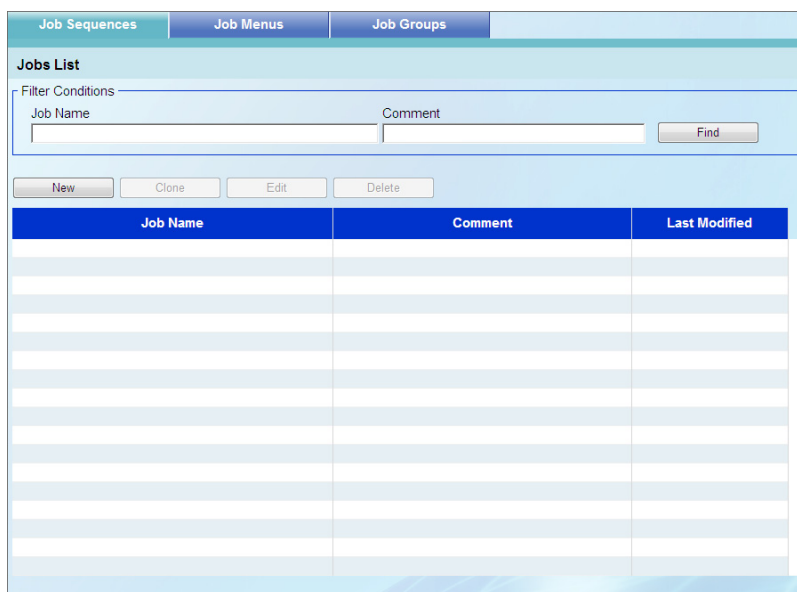 Job Sequences Job Menus Job Groups
Jobs List
Filter Conditions
Job Name Comment
Find
New Clone Edit Delete
Job Name Comment Last Modified